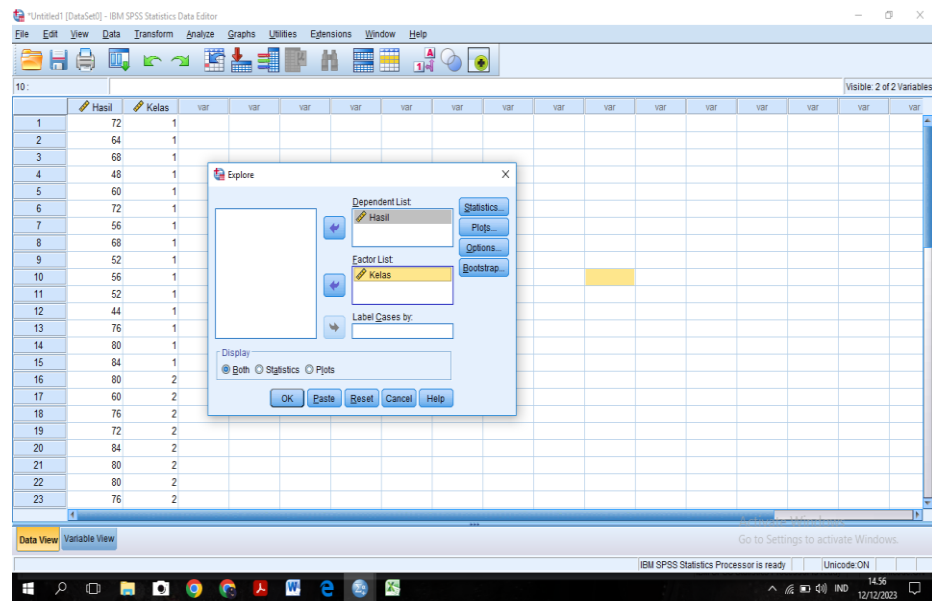 *Untitled1 [DataSet0] - IBM SPSS Statistics Data Editor
File Edit View Data Transform Analyze Graphs Utilities Extensions Window Help
10 :
Visible: 2 of 2 Variables
Hasil Kelas var var var var var var var var var var var var var var var
1 72 1
2 64 1
3 68 1
4 48 1
5 60 1
6 72 1
7 56 1
8 68 1
9 52 1
10 56 1
11 52 1
12 44 1
13 76 1
14 80 1
15 84 1
16 80 2
17 60 2
18 76 2
19 72 2
20 84 2
21 80 2
22 80 2
23 76 2
Explore
Dependent List:
Hasil
Factor List:
Kelas
Label Cases by:
Statistics...
Plots...
Options...
Bootstrap...
Display
Both Statistics Plots
OK Paste Reset Cancel Help
Data View Variable View
Activate Windows
Go to Settings to activate Windows.
IBM SPSS Statistics Processor is ready Unicode:ON
IND
14.56
12/12/2023